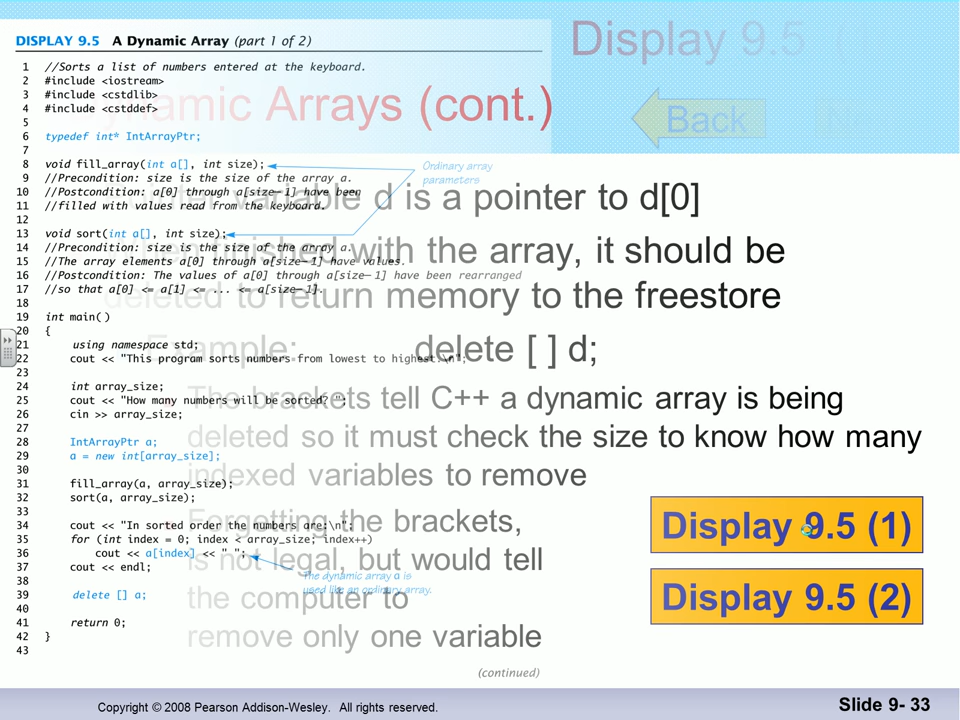 DISPLAY 9.5 A Dynamic Array (part 1 of 2)
1 //Sorts a list of numbers entered at the keyboard.
2 #include <iostream>
3 #include <cstdlib>
4 #include <cstddef>
5
6 typedef int* IntArrayPtr;
7
8 void fill_array(int a[], int size);
9 //Precondition: size is the size of the array a.
10 //Postcondition: a[0] through a[size–1] have been
11 //filled with values read from the keyboard.
12
13 void sort(int a[], int size);
14 //Precondition: size is the size of the array a.
15 //The array elements a[0] through a[size–1] have values.
16 //Postcondition: The values of a[0] through a[size–1] have been rearranged
17 //so that a[0] <= a[1] <= ... <= a[size–1].
18
19 int main()
20 {
21 using namespace std;
22 cout << "This program sorts numbers from lowest to highest.\n";
23
24 int array_size;
25 cout << "How many numbers will be sorted? ";
26 cin >> array_size;
27
28 IntArrayPtr a;
29 a = new int[array_size];
30
31 fill_array(a, array_size);
32 sort(a, array_size);
33
34 cout << "In sorted order the numbers are:\n";
35 for (int index = 0; index < array_size; index++)
36 cout << a[index] << " ";
37 cout << endl;
38
39 delete [] a;
40
41 return 0;
42 }
43
Ordinary array
parameters
The dynamic array a is
used like an ordinary array.
(continued)
Display 9.5 (
Back
N
namic Arrays (cont.)
variable d is a pointer to d[0]
finished with the array, it should be
deleted to return memory to the freestore
Example: delete [ ] d;
The brackets tell C++ a dynamic array is being
deleted so it must check the size to know how many
indexed variables to remove
Forgetting the brackets,
is not legal, but would tell
the computer to
remove only one variable
Display 9.5 (1)
Display 9.5 (2)
Copyright © 2008 Pearson Addison-Wesley. All rights reserved.
Slide 9- 33